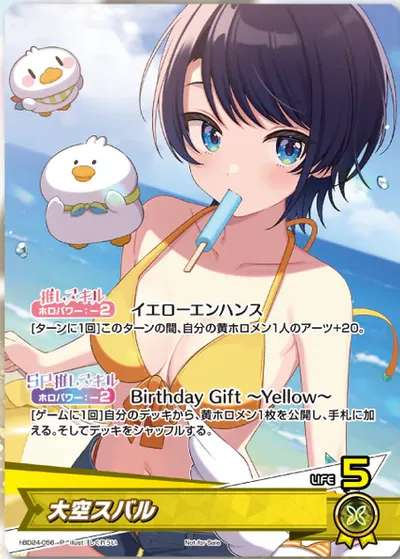 推しスキル
ホロパワー:-2
イエローエンハンス
[ターンに1回]このターンの間、自分の黄ホロメン1人のアーツ+20。
SP推しスキル
ホロパワー:-2
Birthday Gift ~Yellow~
[ゲームに1回]自分のデッキから、黄ホロメン1枚を公開し、手札に加
える。そしてデッキをシャッフルする。
LIFE 5
大空スバル
hBD24-056 P
Not for Sale